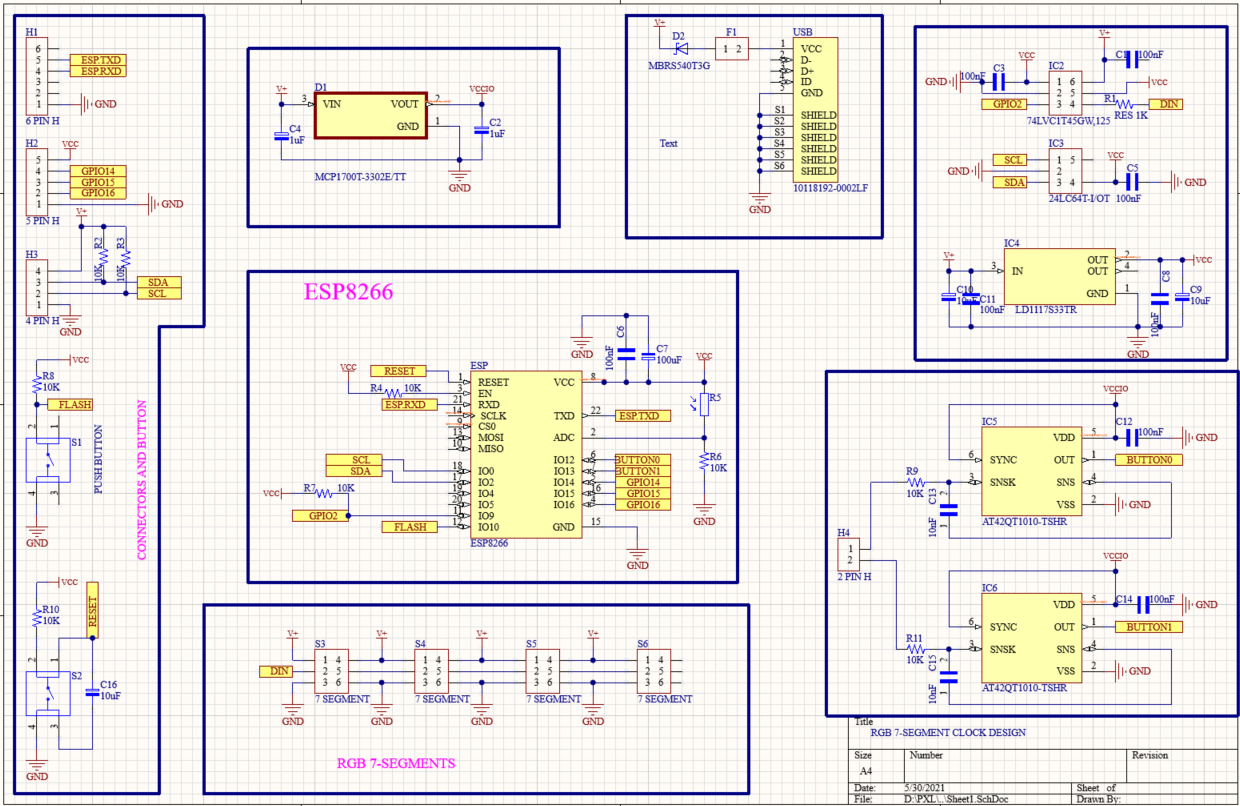 H1
6
5
4
3
2
1
ESP.TXD
ESP.RXD
GND
6 PIN H
H2
VCC
5
4
3
2
1
GPIO14
GPIO15
GPIO16
GND
5 PIN H
V+
R2
10K
R3
10K
H3
4
3
2
1
SDA
SCL
4 PIN H
GND
VCC
R8
10K
FLASH
2
1
S1
4
3
PUSH BUTTON
GND
CONNECTORS AND BUTTON
VCC
R10
10K
RESET
2
1
S2
4
3
C16
10uF
GND
V+
D1
3
VIN
VOUT
2
GND
1
VCCIO
C4
1uF
C2
1uF
MCP1700T-3302E/TT
GND
V+
D2
MBRS540T3G
F1
1 2
USB
1
VCC
2
D-
3
D+
4
ID
5
GND
S1
SHIELD
S2
SHIELD
S3
SHIELD
S4
SHIELD
S5
SHIELD
S6
SHIELD
Text
10118192-0002LF
GND
V+
C1
100nF
VCC
C3
100nF
GND
IC2
1 6
2 5
3 4
VCC
GPIO2
R1
RES 1K
DIN
74LVC1T45GW,125
IC3
SCL
1 5
GND
2
SDA
3 4
VCC
C5
100nF
GND
24LC64T-I/OT
IC4
V+
3
IN
OUT
2
OUT
4
GND
1
VCC
C10
10uF
C11
100nF
C8
100nF
C9
10uF
LD1117S33TR
GND
ESP8266
GND
C6
100nF
C7
100uF
VCC
VCC
RESET
R4
10K
ESP.RXD
ESP
1
RESET
3
EN
21
RXD
14
SCLK
9
CS0
13
MOSI
10
MISO
18
IO0
17
IO2
19
IO4
20
IO5
11
IO9
12
IO10
VCC
8
TXD
22
ADC
2
IO12
6
IO13
7
IO14
5
IO15
16
IO16
4
GND
15
ESP.TXD
BUTTON0
BUTTON1
GPIO14
GPIO15
GPIO16
SCL
SDA
VCC
R7
10K
GPIO2
FLASH
ESP8266
R5
R6
10K
GND
GND
V+
S3
DIN
1 4
2 5
3 6
7 SEGMENT
GND
V+
S4
1 4
2 5
3 6
7 SEGMENT
GND
V+
S5
1 4
2 5
3 6
7 SEGMENT
GND
V+
S6
1 4
2 5
3 6
7 SEGMENT
GND
RGB 7-SEGMENTS
VCCIO
IC5
VDD
5
C12
100nF
GND
6
SYNC
OUT
1
BUTTON0
3
SNSK
SNS
4
VSS
2
GND
R9
10K
C13
10nF
2
1
AT42QT1010-TSHR
H4
1
2
2 PIN H
VCCIO
IC6
VDD
5
C14
100nF
GND
6
SYNC
OUT
1
BUTTON1
3
SNSK
SNS
4
VSS
2
GND
R11
10K
C15
10nF
2
1
AT42QT1010-TSHR
Title
RGB 7-SEGMENT CLOCK DESIGN
Size
Number
Revision
A4
Date:
5/30/2021
Sheet of
File:
D:\PXL\..\Sheet1.SchDoc
Drawn By: